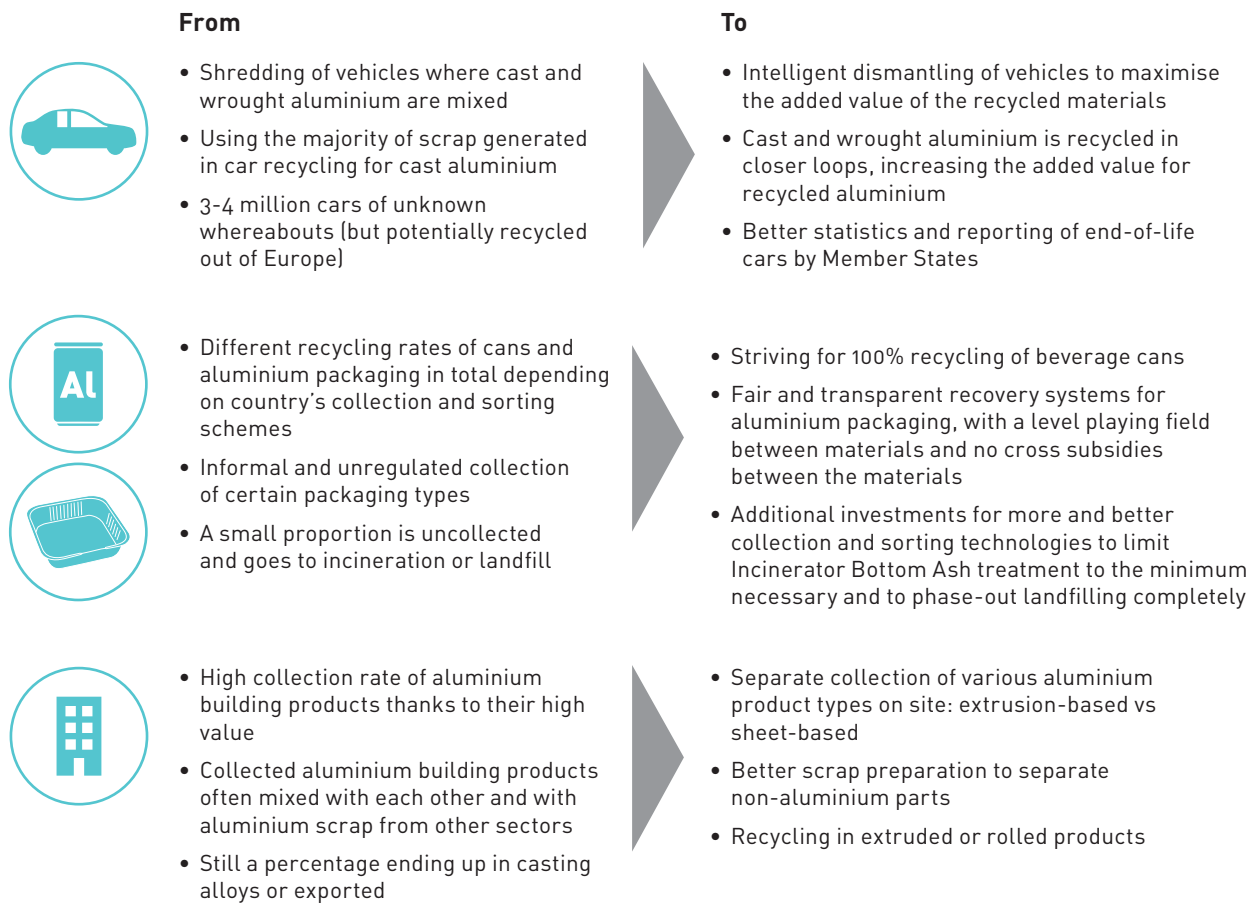 From
To
• Shredding of vehicles where cast and
wrought aluminium are mixed
• Using the majority of scrap generated
in car recycling for cast aluminium
• 3-4 million cars of unknown
whereabouts (but potentially recycled
out of Europe)
• Intelligent dismantling of vehicles to maximise
the added value of the recycled materials
• Cast and wrought aluminium is recycled in
closer loops, increasing the added value for
recycled aluminium
• Better statistics and reporting of end-of-life
cars by Member States
Al
• Different recycling rates of cans and
aluminium packaging in total depending
on country's collection and sorting
schemes
• Informal and unregulated collection
of certain packaging types
• A small proportion is uncollected
and goes to incineration or landfill
• Striving for 100% recycling of beverage cans
• Fair and transparent recovery systems for
aluminium packaging, with a level playing field
between materials and no cross subsidies
between the materials
• Additional investments for more and better
collection and sorting technologies to limit
Incinerator Bottom Ash treatment to the minimum
necessary and to phase-out landfilling completely
• High collection rate of aluminium
building products thanks to their high
value
• Collected aluminium building products
often mixed with each other and with
aluminium scrap from other sectors
• Still a percentage ending up in casting
alloys or exported
• Separate collection of various aluminium
product types on site: extrusion-based vs
sheet-based
• Better scrap preparation to separate
non-aluminium parts
• Recycling in extruded or rolled products